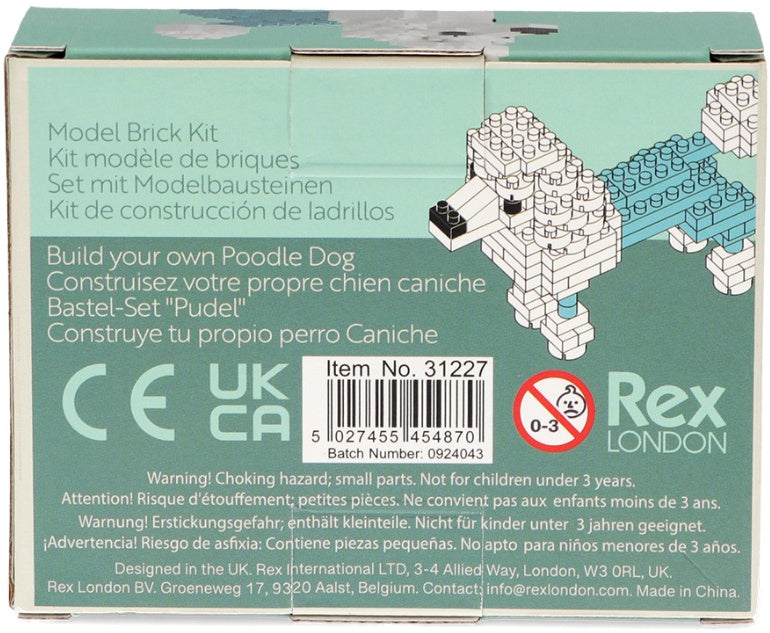 Model Brick Kit
Kit modèle de briques
Set mit Modelbausteinen
Kit de construcción de ladrillos
Build your own Poodle Dog
Construisez votre propre chien caniche
Bastel-Set "Pudel"
Construye tu propio perro Caniche
CE
UK
CA
Item No. 31227
5 027455 454870
Batch Number: 0924043
0-3
Rex
LONDON
Warning! Choking hazard; small parts. Not for children under 3 years.
Attention! Risque d'étouffement; petites pièces. Ne convient pas aux enfants moins de 3 ans.
Warnung! Erstickungsgefahr; enthält kleinteile. Nicht für kinder unter 3 jahren geeignet.
¡Advertencia! Riesgo de asfixia: Contiene piezas pequeñas. No apto para niños menores de 3 años.
Designed in the UK. Rex International LTD, 3-4 Allied Way, London, W3 0RL, UK.
Rex London BV. Groeneweg 17, 9320 Aalst, Belgium. Contact: info@rexlondon.com. Made in China.